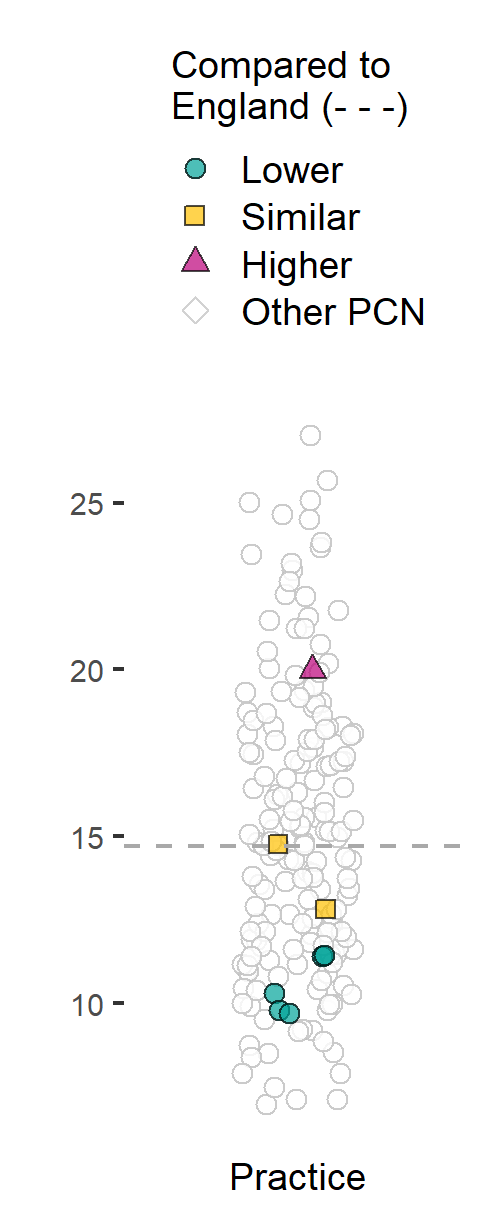 Compared to
England (- - -)
Lower
Similar
Higher
Other PCN
25
20
15
10
Practice